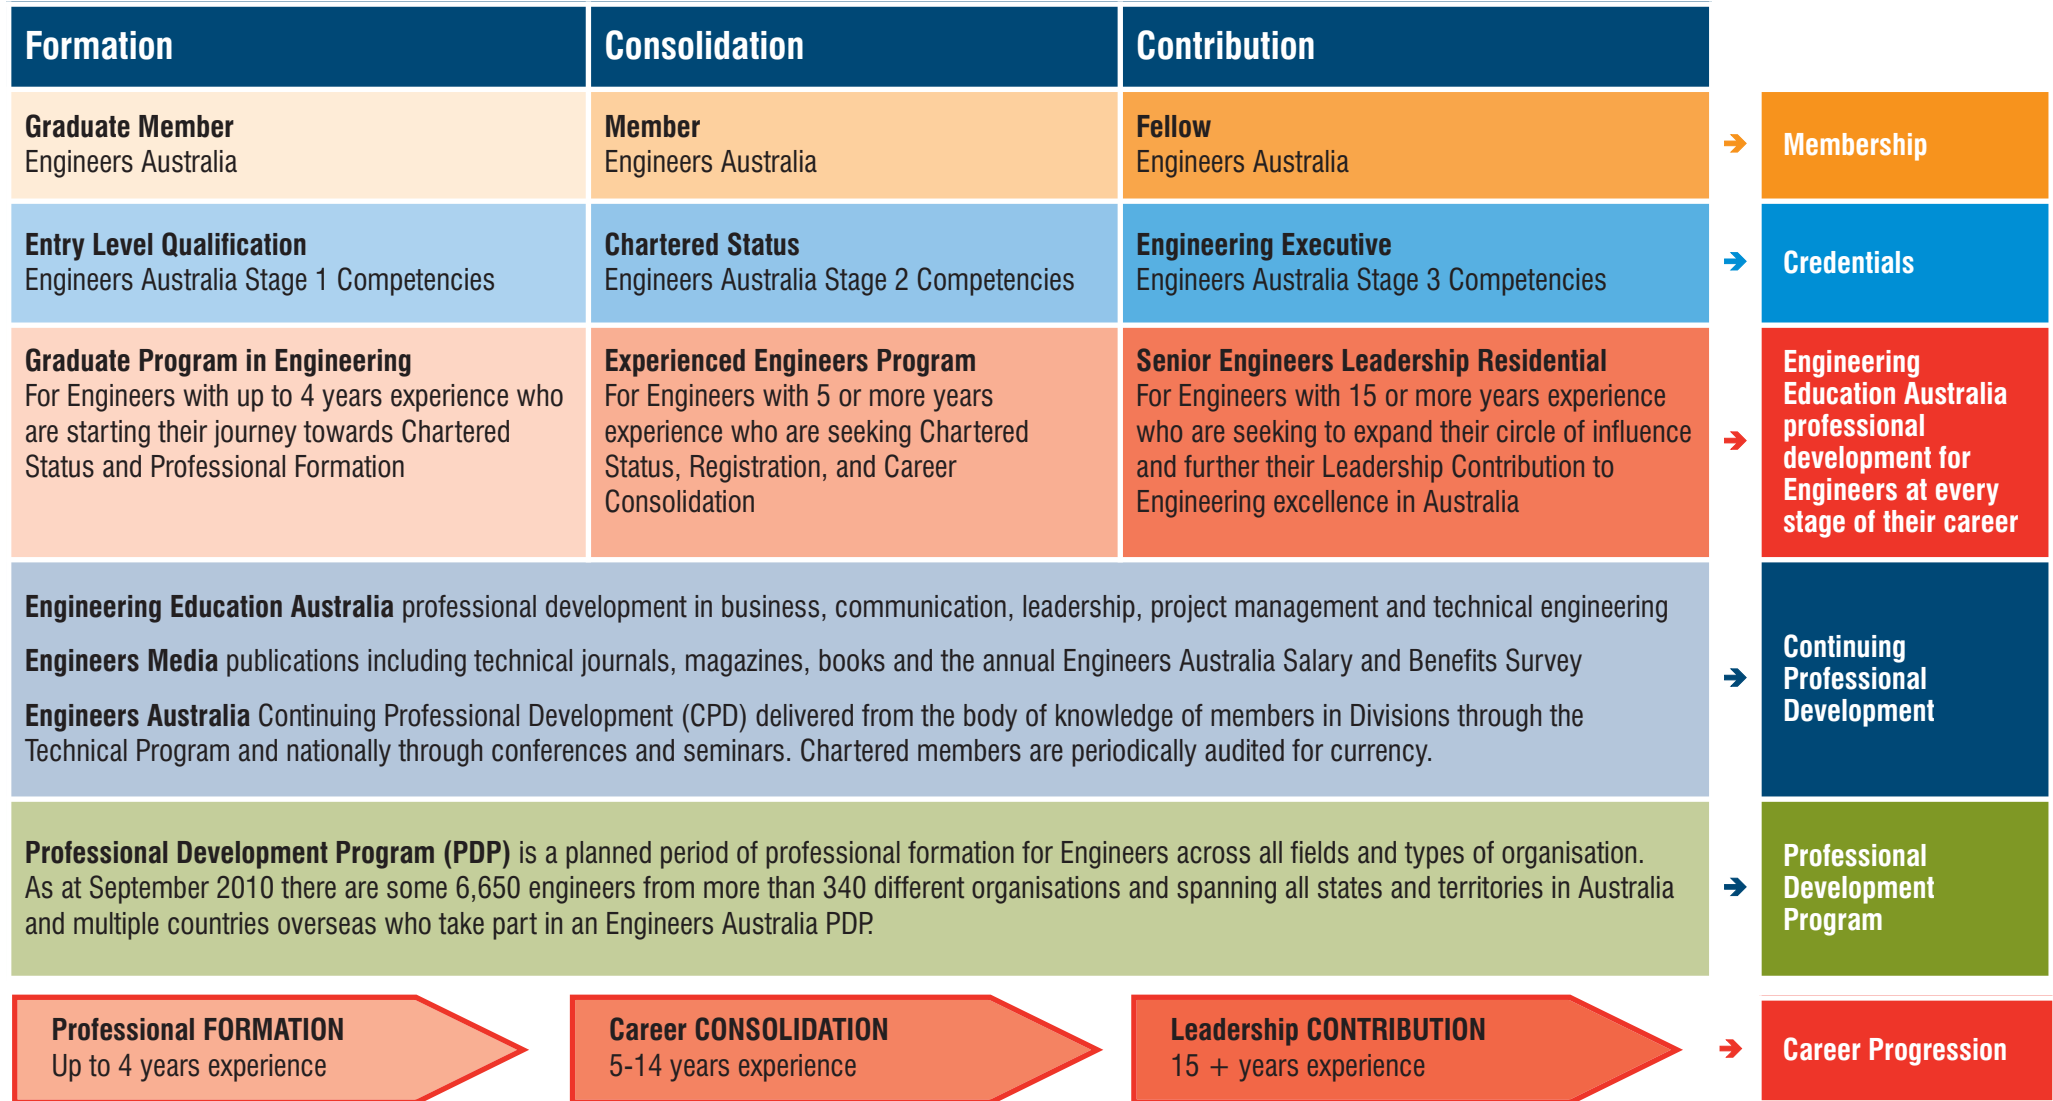 Formation
Consolidation
Contribution
Graduate Member
Engineers Australia
Member
Engineers Australia
Fellow
Engineers Australia
Membership
Entry Level Qualification
Engineers Australia Stage 1 Competencies
Chartered Status
Engineers Australia Stage 2 Competencies
Engineering Executive
Engineers Australia Stage 3 Competencies
Credentials
Graduate Program in Engineering
For Engineers with up to 4 years experience who
are starting their journey towards Chartered
Status and Professional Formation
Experienced Engineers Program
For Engineers with 5 or more years
experience who are seeking Chartered
Status, Registration, and Career
Consolidation
Senior Engineers Leadership Residential
For Engineers with 15 or more years experience
who are seeking to expand their circle of influence
and further their Leadership Contribution to
Engineering excellence in Australia
Engineering
Education Australia
professional
development for
Engineers at every
stage of their career
Engineering Education Australia professional development in business, communication, leadership, project management and technical engineering
Engineers Media publications including technical journals, magazines, books and the annual Engineers Australia Salary and Benefits Survey
Engineers Australia Continuing Professional Development (CPD) delivered from the body of knowledge of members in Divisions through the
Technical Program and nationally through conferences and seminars. Chartered members are periodically audited for currency.
Continuing
Professional
Development
Professional Development Program (PDP) is a planned period of professional formation for Engineers across all fields and types of organisation.
As at September 2010 there are some 6,650 engineers from more than 340 different organisations and spanning all states and territories in Australia
and multiple countries overseas who take part in an Engineers Australia PDP.
Professional
Development
Program
Professional FORMATION
Up to 4 years experience
Career CONSOLIDATION
5-14 years experience
Leadership CONTRIBUTION
15 + years experience
Career Progression